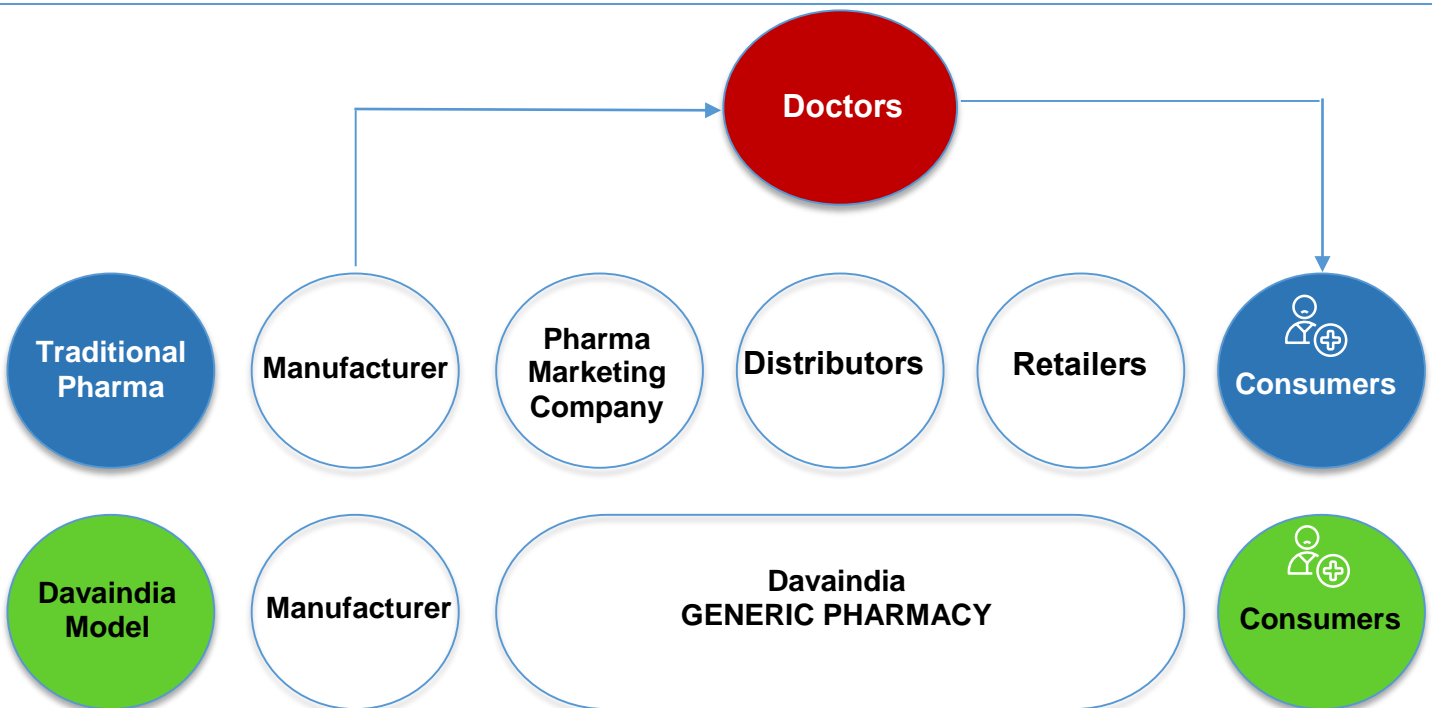 Doctors
Traditional
Pharma
Manufacturer
Pharma
Marketing
Company
Distributors
Retailers
Consumers
Davaindia
Model
Manufacturer
Davaindia
GENERIC PHARMACY
Consumers